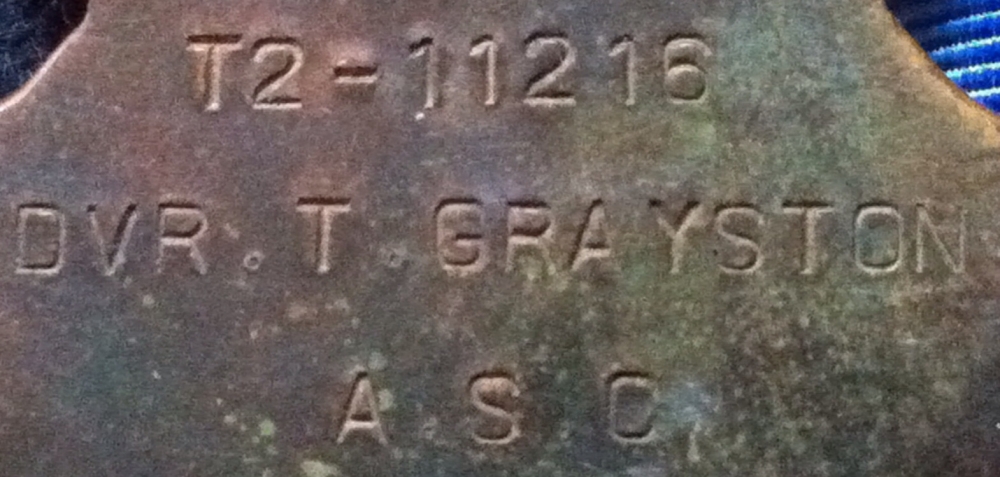 T2-11216
DVR. T. GRAYSTON
A S C